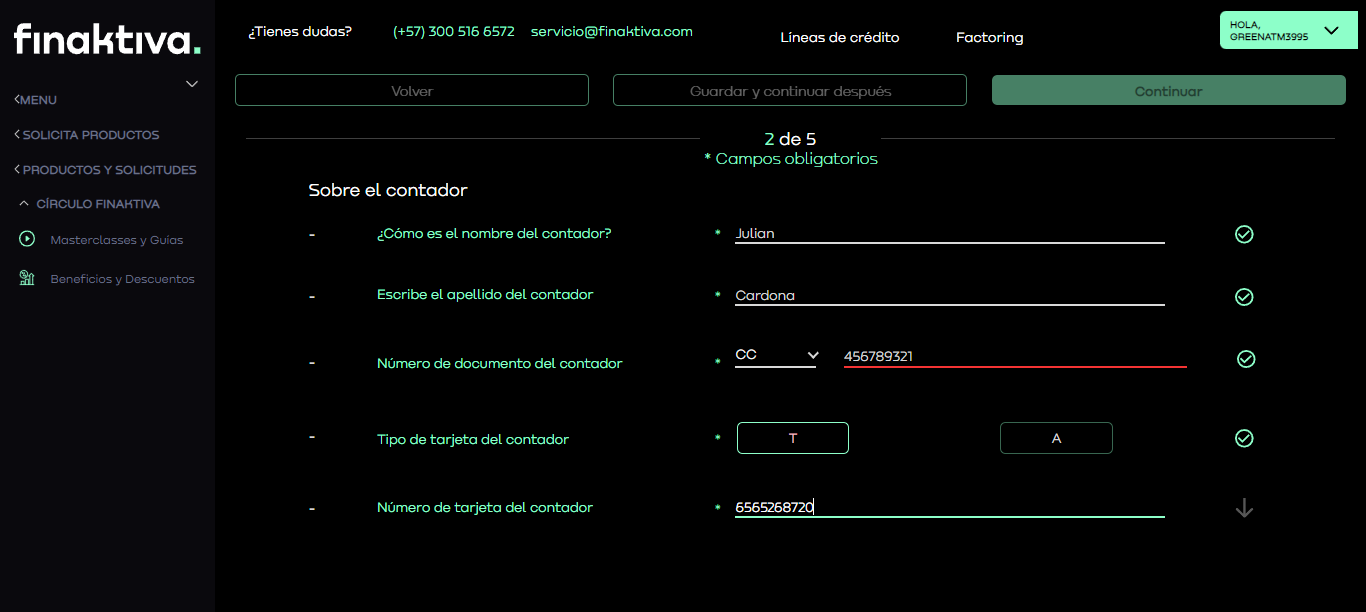 finaktiva.
¿Tienes dudas? (+57) 300 516 6572 servicio@finaktiva.com Líneas de crédito Factoring
HOLA,
GREENATM3995
MENU
SOLICITA PRODUCTOS
PRODUCTOS Y SOLICITUDES
CÍRCULO FINAKTIVA
Masterclasses y Guías
Beneficios y Descuentos
Volver Guardar y continuar después Continuar
2 de 5
* Campos obligatorios
Sobre el contador
- ¿Cómo es el nombre del contador? * Julian
- Escribe el apellido del contador * Cardona
- Número de documento del contador * CC 456789321
- Tipo de tarjeta del contador * T A
- Número de tarjeta del contador * 6565268720